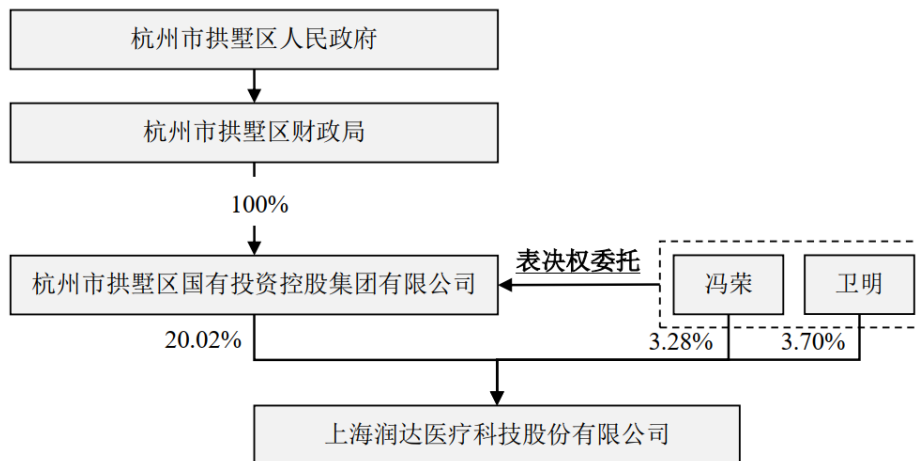 杭州市拱墅区人民政府
杭州市拱墅区财政局
100%
杭州市拱墅区国有投资控股集团有限公司
表决权委托
冯荣
卫明
20.02%
3.28%
3.70%
上海润达医疗科技股份有限公司